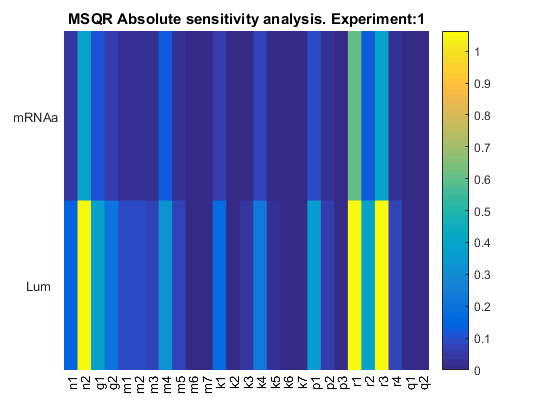 MSQR Absolute sensitivity analysis. Experiment:1
mRNAa
Lum
n1 n2 g1 g2 m1 m2 m3 m4 m5 m6 m7 k1 k2 k3 k4 k5 k6 k7 p1 p2 p3 r1 r2 r3 r4 q1 q2
1
0.9
0.8
0.7
0.6
0.5
0.4
0.3
0.2
0.1
0